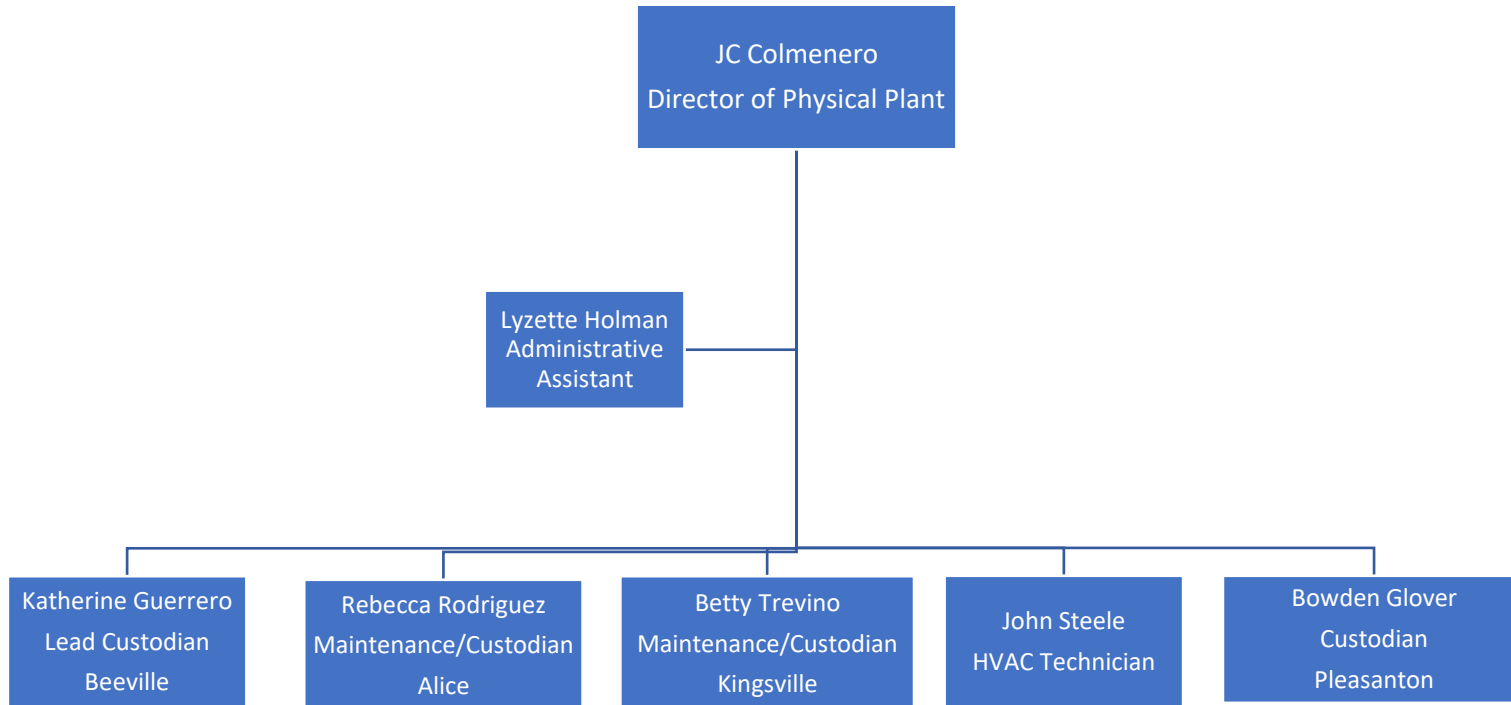 JC Colmenero
Director of Physical Plant
Lyzette Holman
Administrative
Assistant
Katherine Guerrero
Lead Custodian
Beeville
Rebecca Rodriguez
Maintenance/Custodian
Alice
Betty Trevino
Maintenance/Custodian
Kingsville
John Steele
HVAC Technician
Bowden Glover
Custodian
Pleasanton